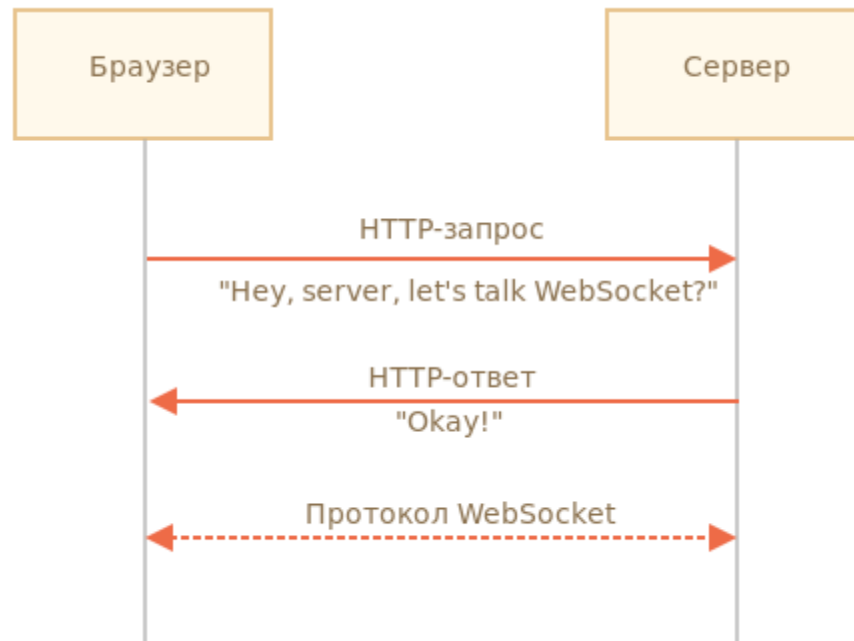 Браузер
Сервер
HTTP-запрос
"Hey, server, let's talk WebSocket?"
HTTP-ответ
"Okay!"
Протокол WebSocket